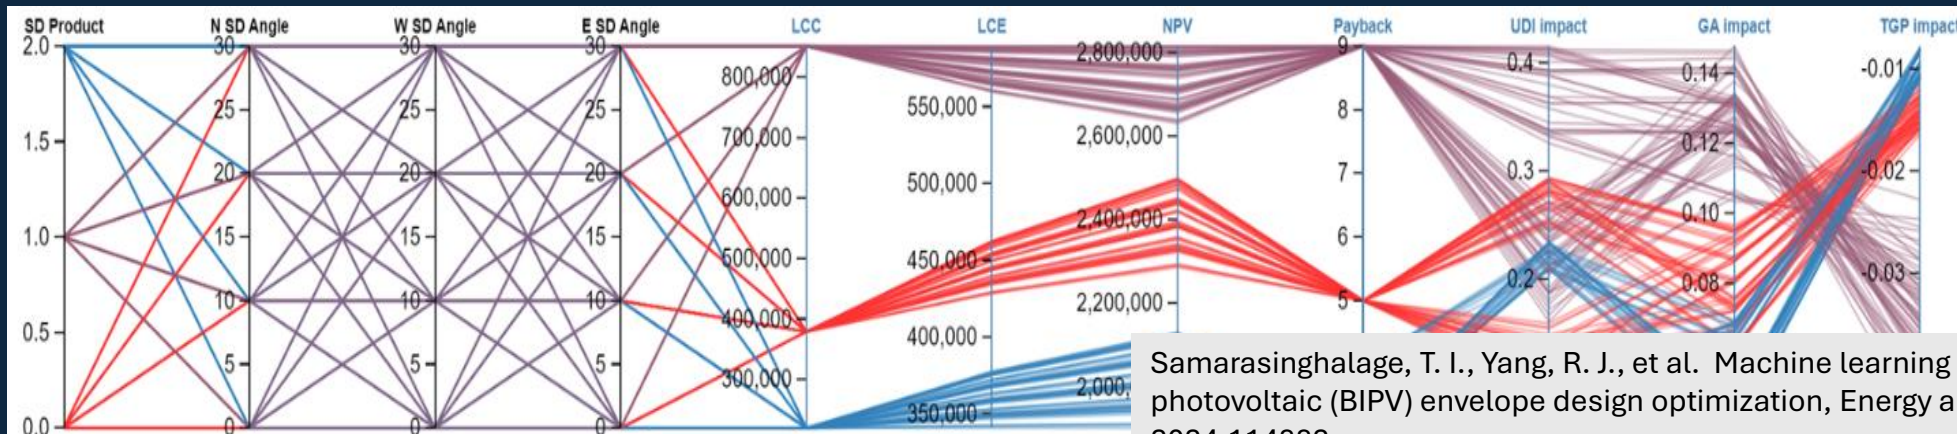 SD Product N SD Angle W SD Angle E SD Angle LCC LCE NPV Payback UDI impact GA impact TGP impact
2.0 30 30 30 9
2,800,000
0.4 0.14 -0.01
800,000
25 25 25 550,000 8
1.5 700,000 2,600,000 0.12
20 20 20 500,000 7 0.3 -0.02
600,000
2,400,000 0.10
1.0 15 15 15 6
500,000 450,000
-0.03
0.2 0.08
10 10 10 2,200,000 5
0.5 400,000
400,000
5 5 5
300,000 2,000,
350,000
0.0 0 0 0
Samarasinghalage, T. I., Yang, R. J., et al. Machine learning
photovoltaic (BIPV) envelope design optimization, Energy a